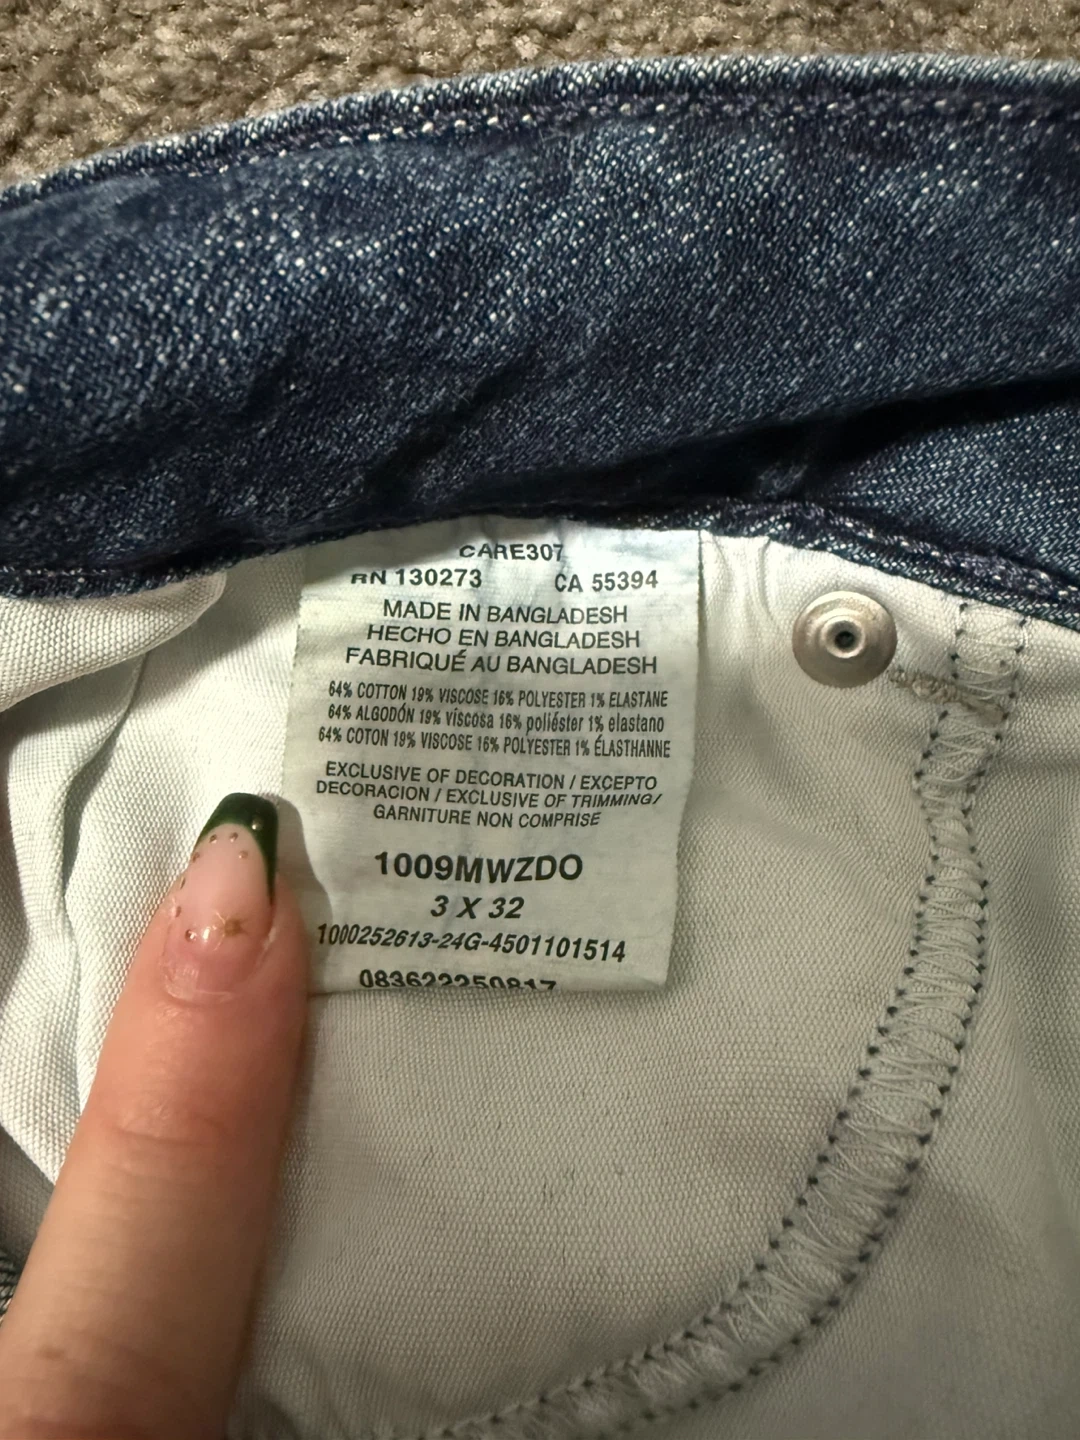 CARE307
RN 130273 CA 55394
MADE IN BANGLADESH
HECHO EN BANGLADESH
FABRIQUÉ AU BANGLADESH
64% COTTON 19% VISCOSE 16% POLYESTER 1% ELASTANE
64% ALGODÓN 19% viscosa 16% poliéster 1% elastano
64% COTON 19% VISCOSE 16% POLYESTER 1% ÉLASTHANNE
EXCLUSIVE OF DECORATION / EXCEPTO
DECORACION / EXCLUSIVE OF TRIMMING/
GARNITURE NON COMPRISE
1009MWZDO
3 X 32
1000252613-24G-4501101514
083622250817